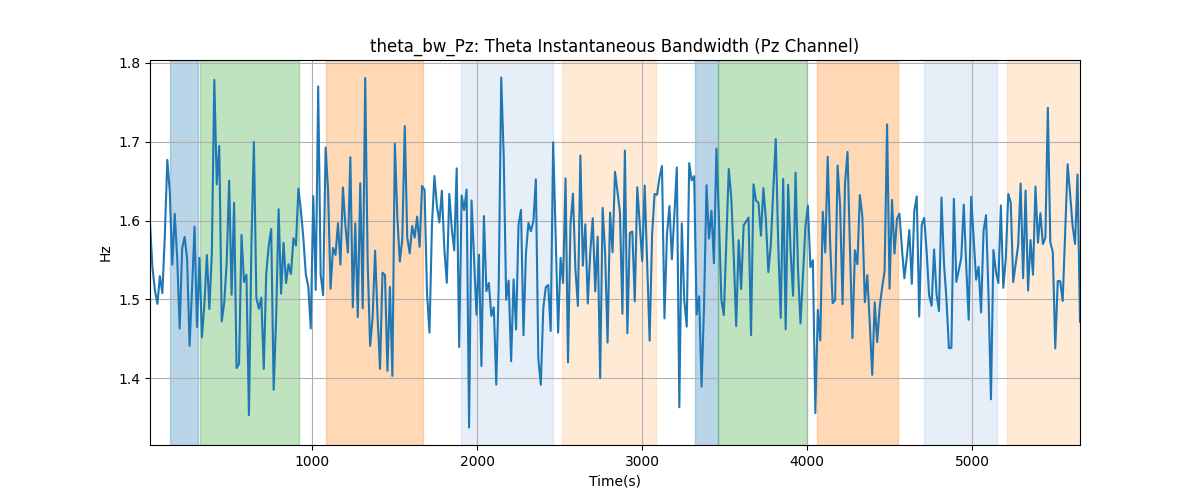 theta_bw_Pz: Theta Instantaneous Bandwidth (Pz Channel)
1.8
1.7
1.6
1.5
1.4
Hz
1000 2000 3000 4000 5000
Time(s)